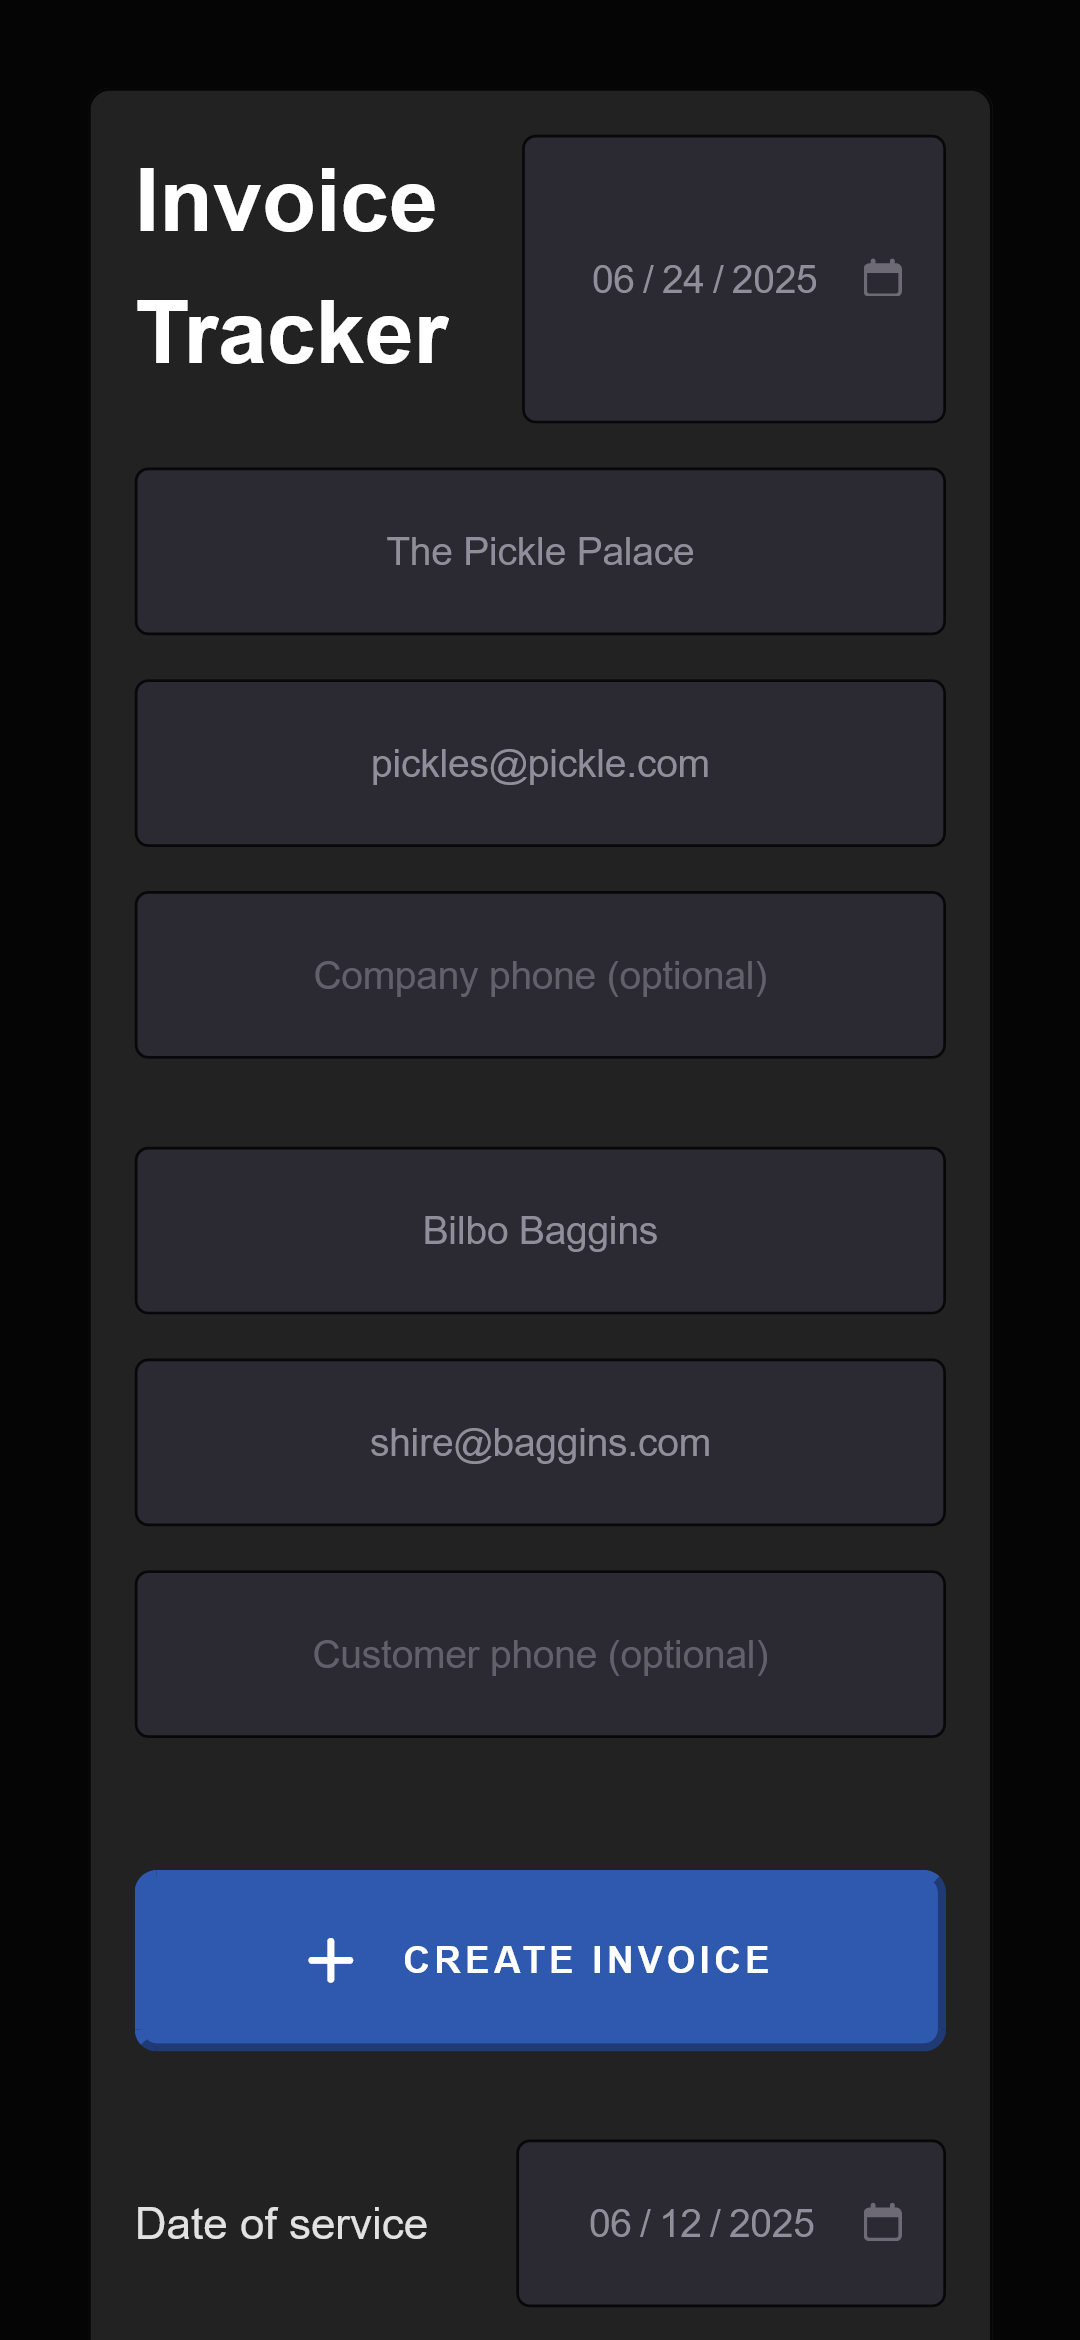 Invoice
Tracker
06 / 24 / 2025
The Pickle Palace
pickles@pickle.com
Company phone (optional)
Bilbo Baggins
shire@baggins.com
Customer phone (optional)
CREATE INVOICE
Date of service
06 / 12 / 2025